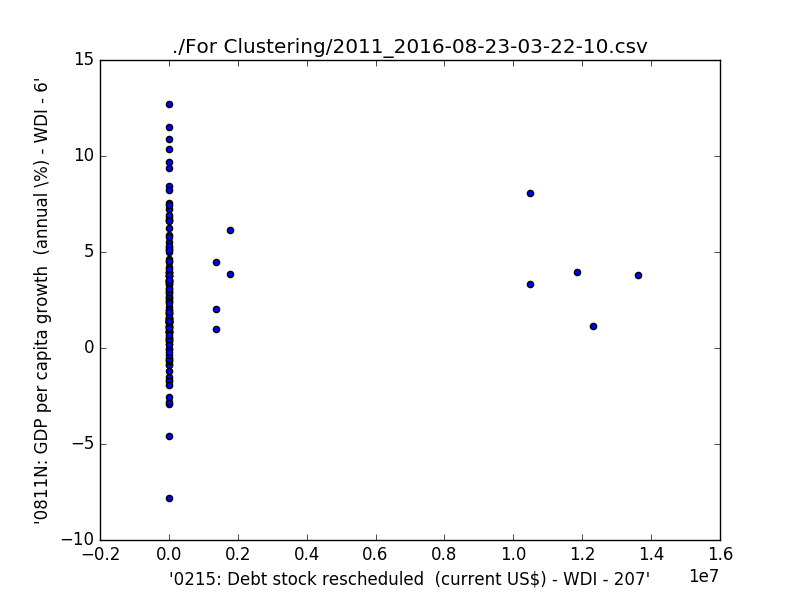 ./For Clustering/2011_2016-08-23-03-22-10.csv
15
10
5
0
−5
−10
'0811N: GDP per capita growth  (annual \%) - WDI - 6'
−0.2 0.0 0.2 0.4 0.6 0.8 1.0 1.2 1.4 1.6
1e7
'0215: Debt stock rescheduled  (current US$) - WDI - 207'